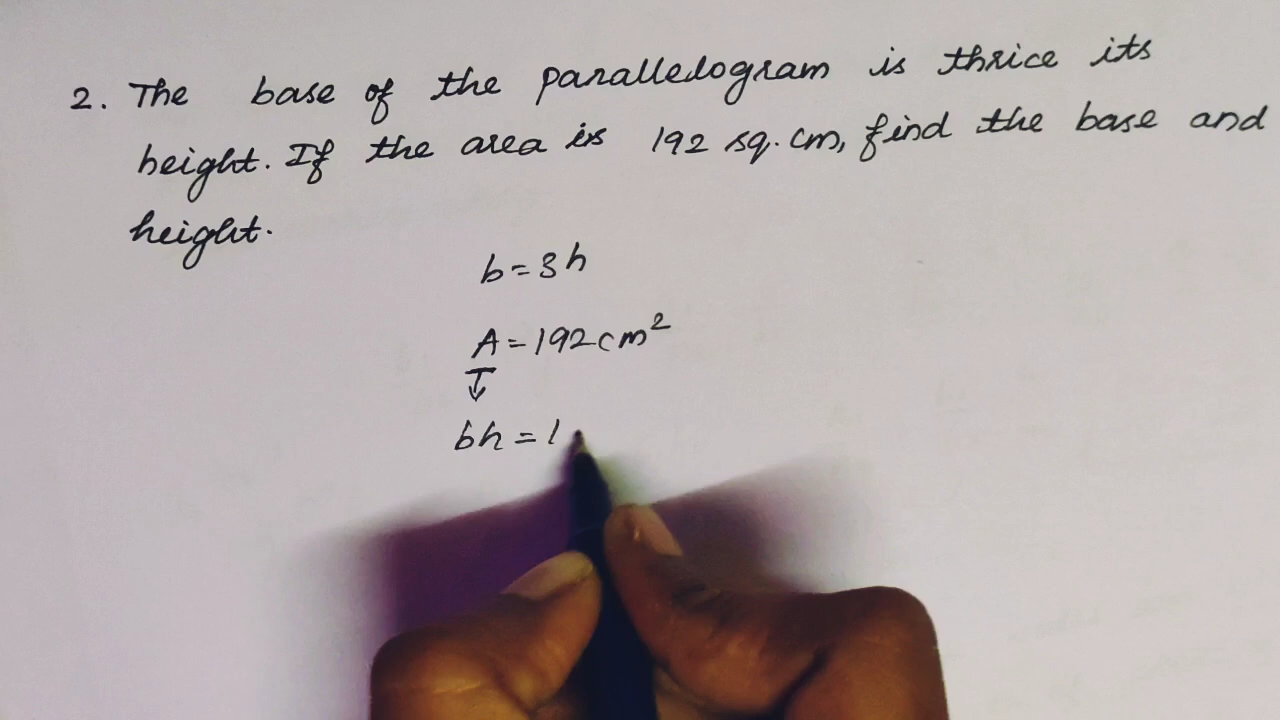 2. The base of the parallelogram is thrice its
height. If the area is 192 sq. cm, find the base and
height.
b = 3h
A = 192 cm²
↓
bh = 1